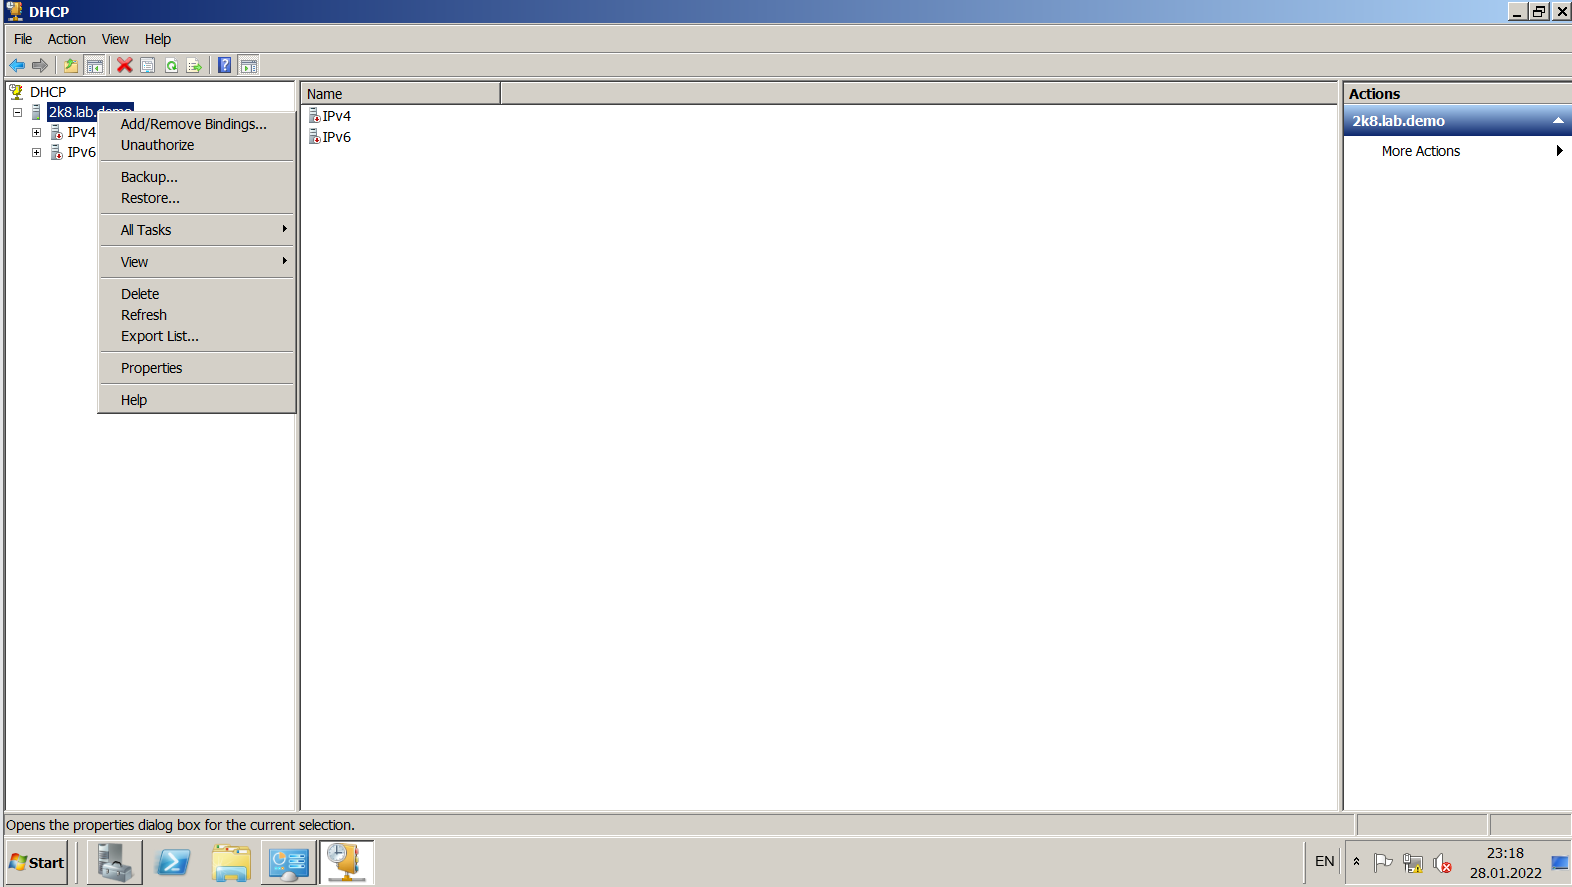 DHCP
File Action View Help
DHCP
2k8.lab.demo
IPv4
IPv6
Add/Remove Bindings...
Unauthorize
Backup...
Restore...
All Tasks
View
Delete
Refresh
Export List...
Properties
Help
Name
IPv4
IPv6
Actions
2k8.lab.demo
More Actions
Opens the properties dialog box for the current selection.
Start
EN
23:18
28.01.2022